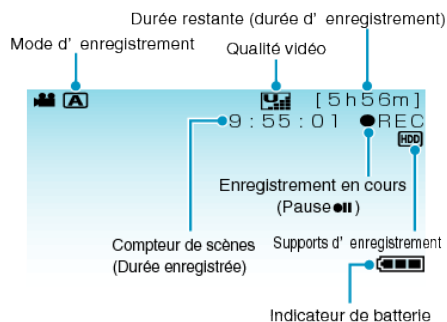 Durée restante (durée d' enregistrement)
Mode d' enregistrement
Qualité vidéo
A
[5h56m]
9:55:01 ●REC
HDD
Enregistrement en cours
(Pause●II)
Compteur de scènes
(Durée enregistrée)
Supports d' enregistrement
Indicateur de batterie